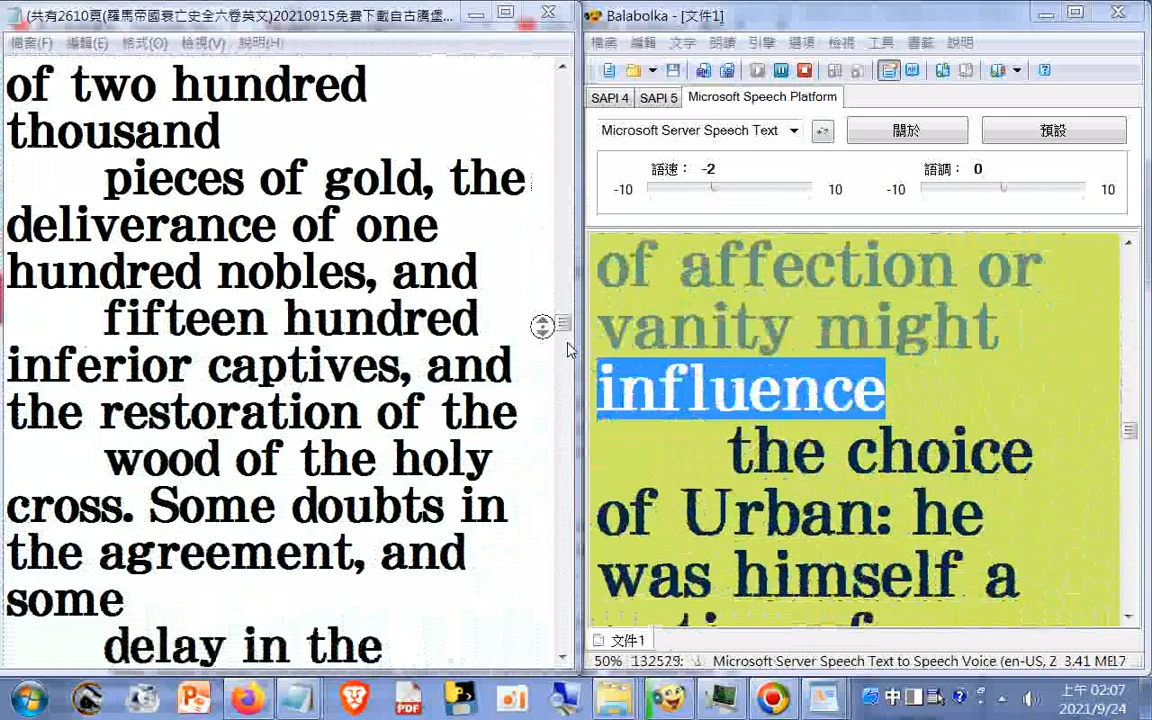 (共有2610頁(羅馬帝國衰亡史全六卷英文)20210915免費下載自古騰堡...
檔案(F) 編輯(E) 格式(O) 檢視(V) 說明(H)
of two hundred
thousand
pieces of gold, the
deliverance of one
hundred nobles, and
fifteen hundred
inferior captives, and
the restoration of the
wood of the holy
cross. Some doubts in
the agreement, and
some
delay in the
Balabolka - [文件1]
檔案 編輯 文字 朗讀 引擎 選項 檢視 工具 書籤 說明
SAPI 4 SAPI 5 Microsoft Speech Platform
Microsoft Server Speech Text 關於 預設
語速： -2 語調： 0
-10 10 -10 10
of affection or
vanity might
influence
the choice
of Urban: he
was himself a
文件1
50% 132529: Microsoft Server Speech Text to Speech Voice (en-US, Z 3.41 ME17
PDF
中
上午 02:07
2021/9/24